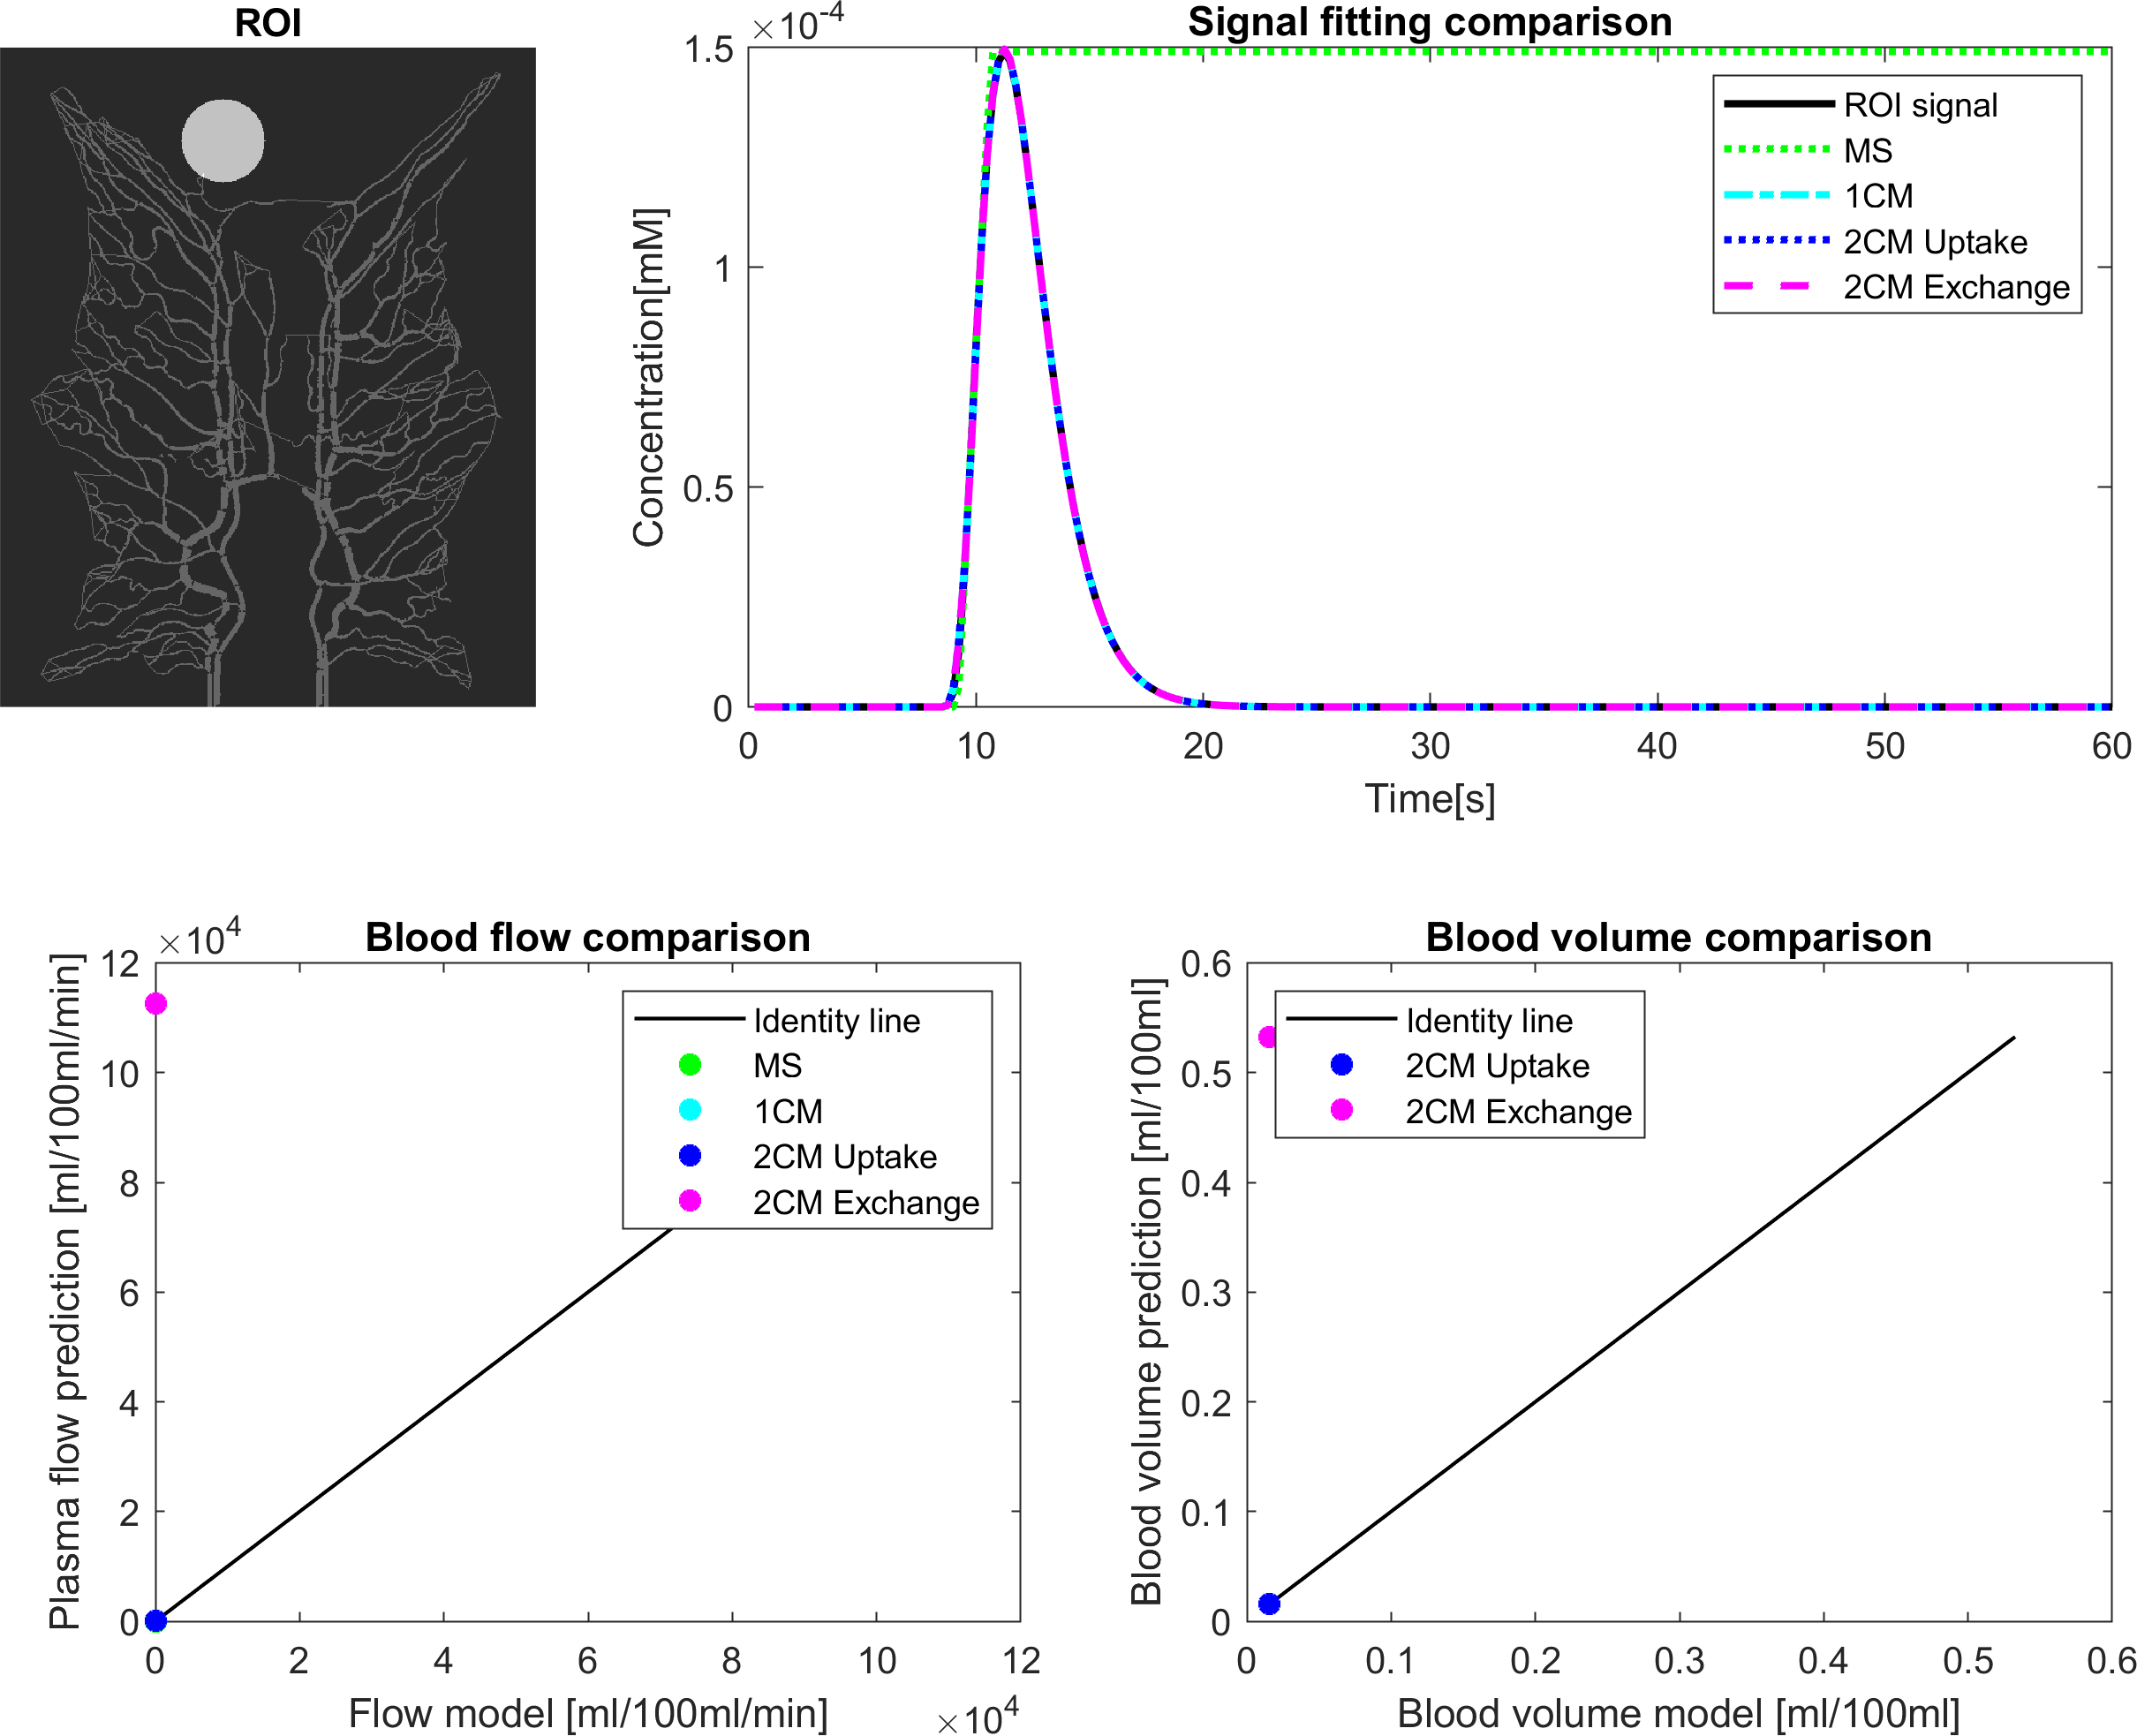 ROI
Signal fitting comparison
×10-4
1.5
1
0.5
0
0 10 20 30 40 50 60
Concentration[mM]
Time[s]
ROI signal
MS
1CM
2CM Uptake
2CM Exchange
Blood flow comparison
×104
12
10
8
6
4
2
0
0 2 4 6 8 10 12
×104
Plasma flow prediction [ml/100ml/min]
Flow model [ml/100ml/min]
Identity line
MS
1CM
2CM Uptake
2CM Exchange
Blood volume comparison
0.6
0.5
0.4
0.3
0.2
0.1
0
0 0.1 0.2 0.3 0.4 0.5 0.6
Blood volume prediction [ml/100ml]
Blood volume model [ml/100ml]
Identity line
2CM Uptake
2CM Exchange